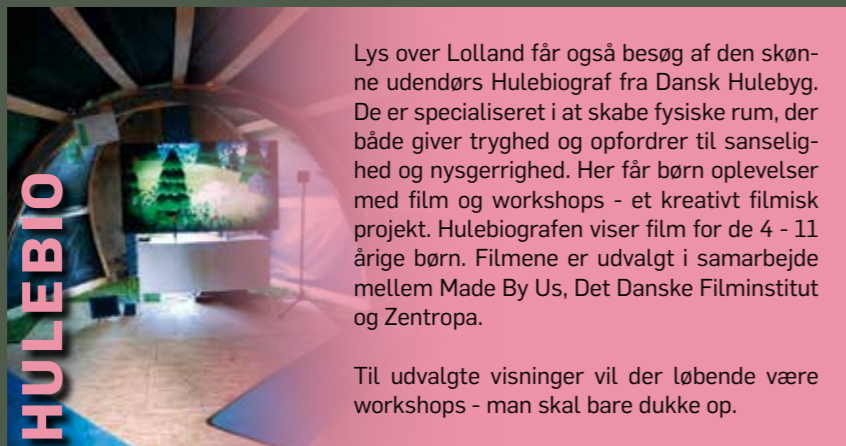 HULEBIO
Lys over Lolland får også besøg af den skøn-
ne udendørs Hulebiograf fra Dansk Hulebyg.
De er specialiseret i at skabe fysiske rum, der
både giver tryghed og opfordrer til sanselig-
hed og nysgerrighed. Her får børn oplevelser
med film og workshops - et kreativt filmisk
projekt. Hulebiografen viser film for de 4 - 11
årige børn. Filmene er udvalgt i samarbejde
mellem Made By Us, Det Danske Filminstitut
og Zentropa.
Til udvalgte visninger vil der løbende være
workshops - man skal bare dukke op.